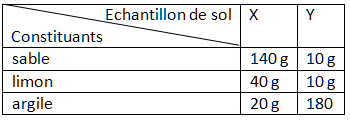 Echantillon de sol X Y
Constituants
sable 140 g 10 g
limon 40 g 10 g
argile 20 g 180